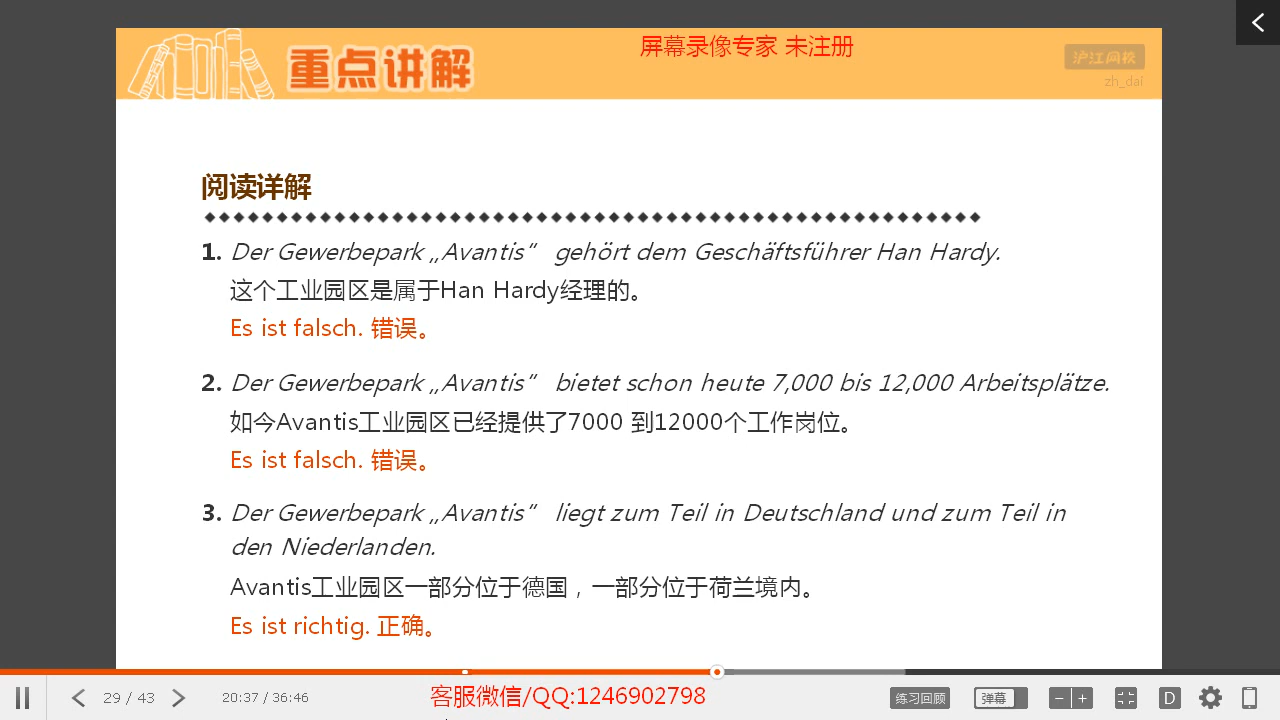 重点讲解
屏幕录像专家 未注册
沪江网校
zh_dai
阅读详解
1. Der Gewerbepark „Avantis“ gehört dem Geschäftsführer Han Hardy.
这个工业园区是属于Han Hardy经理的。
Es ist falsch. 错误。
2. Der Gewerbepark „Avantis“ bietet schon heute 7,000 bis 12,000 Arbeitsplätze.
如今Avantis工业园区已经提供了7000 到12000个工作岗位。
Es ist falsch. 错误。
3. Der Gewerbepark „Avantis“ liegt zum Teil in Deutschland und zum Teil in
den Niederlanden.
Avantis工业园区一部分位于德国，一部分位于荷兰境内。
Es ist richtig. 正确。
29 / 43
20:37 / 36:46
客服微信/QQ:1246902798
练习回顾
弹幕
D